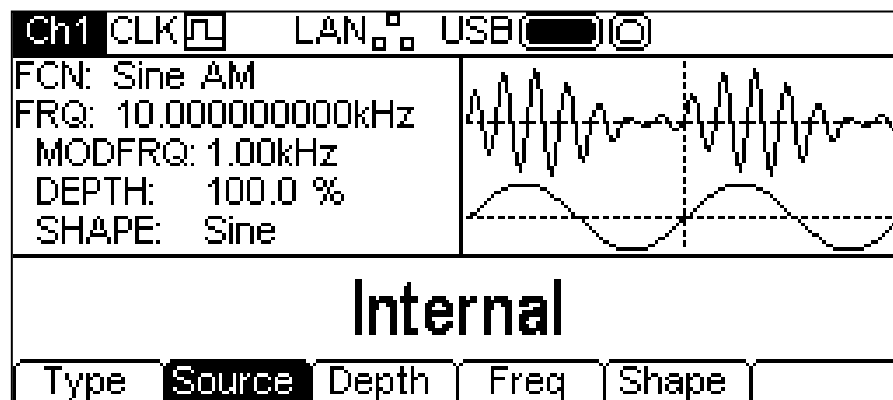 Ch1 CLK LAN USB
FCN: Sine AM
FRQ: 10.000000000kHz
MODFRQ: 1.00kHz
DEPTH: 100.0 %
SHAPE: Sine
Internal
Type Source Depth Freq Shape